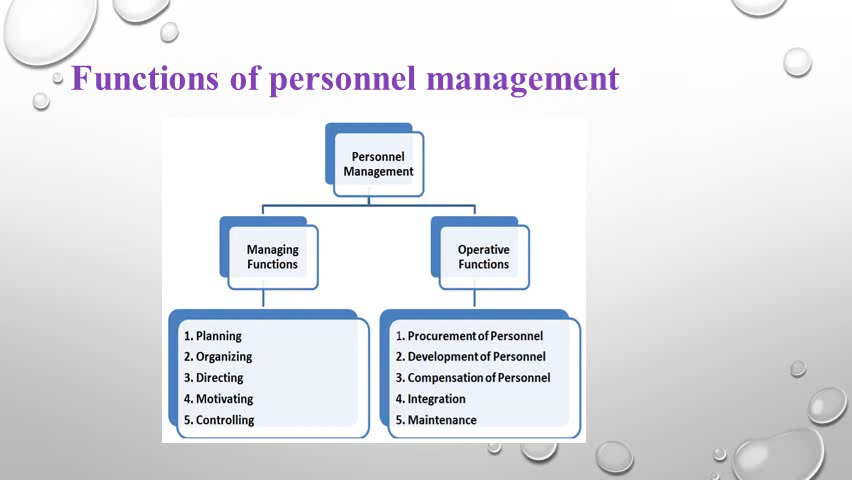 Functions of personnel management
Personnel
Management
Managing
Functions
Operative
Functions
1. Planning
2. Organizing
3. Directing
4. Motivating
5. Controlling
1. Procurement of Personnel
2. Development of Personnel
3. Compensation of Personnel
4. Integration
5. Maintenance